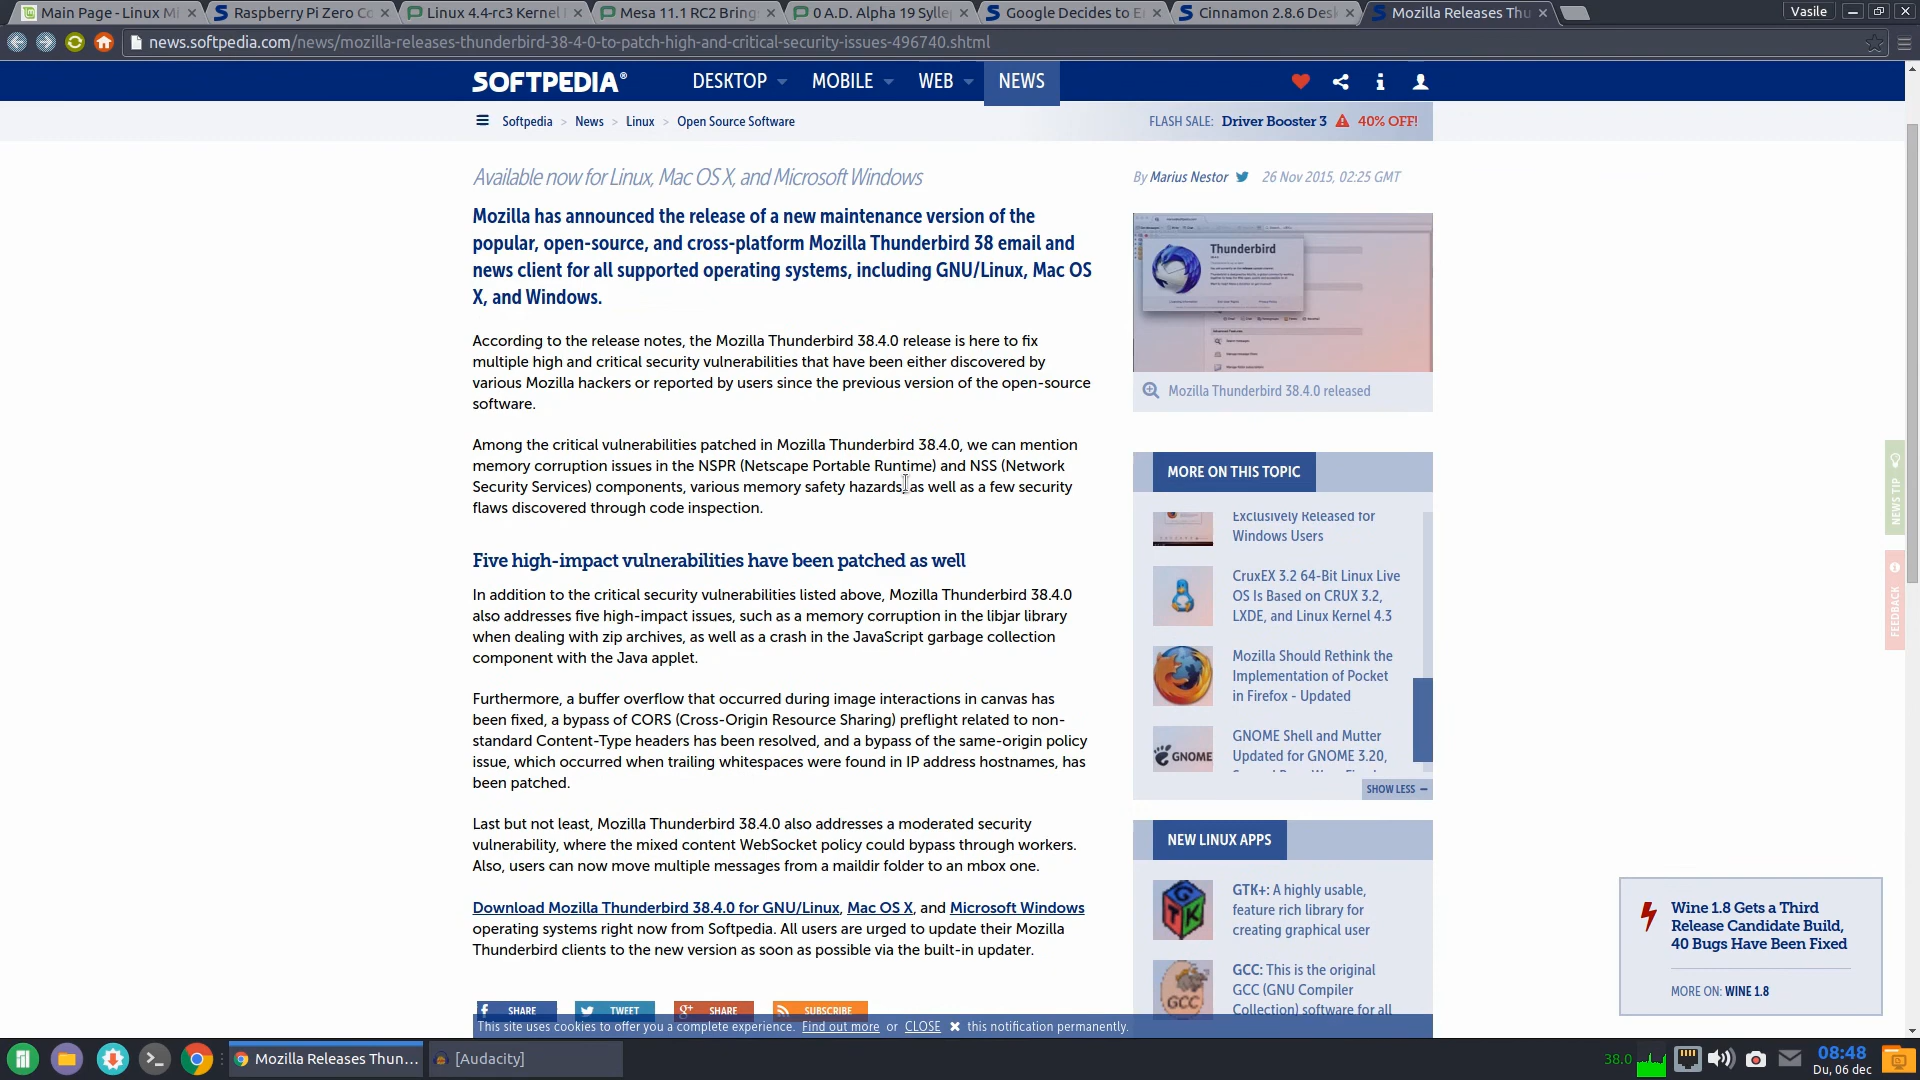 Main Page - Linux Mi
Raspberry Pi Zero Co
Linux 4.4-rc3 Kernel
Mesa 11.1 RC2 Bring
0 A.D. Alpha 19 Sylle
Google Decides to E
Cinnamon 2.8.6 Desk
Mozilla Releases Thu
Vasile
news.softpedia.com/news/mozilla-releases-thunderbird-38-4-0-to-patch-high-and-critical-security-issues-496740.shtml
SOFTPEDIA®
DESKTOP
MOBILE
WEB
NEWS
Softpedia > News > Linux > Open Source Software
FLASH SALE: Driver Booster 3 40% OFF!
Available now for Linux, Mac OS X, and Microsoft Windows
By Marius Nestor 26 Nov 2015, 02:25 GMT
Mozilla has announced the release of a new maintenance version of the
popular, open-source, and cross-platform Mozilla Thunderbird 38 email and
news client for all supported operating systems, including GNU/Linux, Mac OS
X, and Windows.
According to the release notes, the Mozilla Thunderbird 38.4.0 release is here to fix
multiple high and critical security vulnerabilities that have been either discovered by
various Mozilla hackers or reported by users since the previous version of the open-source
software.
Among the critical vulnerabilities patched in Mozilla Thunderbird 38.4.0, we can mention
memory corruption issues in the NSPR (Netscape Portable Runtime) and NSS (Network
Security Services) components, various memory safety hazards, as well as a few security
flaws discovered through code inspection.
Five high-impact vulnerabilities have been patched as well
In addition to the critical security vulnerabilities listed above, Mozilla Thunderbird 38.4.0
also addresses five high-impact issues, such as a memory corruption in the libjar library
when dealing with zip archives, as well as a crash in the JavaScript garbage collection
component with the Java applet.
Furthermore, a buffer overflow that occurred during image interactions in canvas has
been fixed, a bypass of CORS (Cross-Origin Resource Sharing) preflight related to non-
standard Content-Type headers has been resolved, and a bypass of the same-origin policy
issue, which occurred when trailing whitespaces were found in IP address hostnames, has
been patched.
Last but not least, Mozilla Thunderbird 38.4.0 also addresses a moderated security
vulnerability, where the mixed content WebSocket policy could bypass through workers.
Also, users can now move multiple messages from a maildir folder to an mbox one.
Download Mozilla Thunderbird 38.4.0 for GNU/Linux, Mac OS X, and Microsoft Windows
operating systems right now from Softpedia. All users are urged to update their Mozilla
Thunderbird clients to the new version as soon as possible via the built-in updater.
SHARE
TWEET
SHARE
SUBSCRIBE
This site uses cookies to offer you a complete experience. Find out more or CLOSE ✖ this notification permanently.
Thunderbird
Mozilla Thunderbird 38.4.0 released
MORE ON THIS TOPIC
Exclusively Released for
Windows Users
CruxEX 3.2 64-Bit Linux Live
OS Is Based on CRUX 3.2,
LXDE, and Linux Kernel 4.3
Mozilla Should Rethink the
Implementation of Pocket
in Firefox - Updated
GNOME
GNOME Shell and Mutter
Updated for GNOME 3.20,
SHOW LESS −
NEW LINUX APPS
GTK
GTK+: A highly usable,
feature rich library for
creating graphical user
GCC
GCC: This is the original
GCC (GNU Compiler
Collection) software for all
NEWS TIP
FEEDBACK
Wine 1.8 Gets a Third
Release Candidate Build,
40 Bugs Have Been Fixed
MORE ON: WINE 1.8
Mozilla Releases Thun...
[Audacity]
38.0
08:48
Du, 06 dec